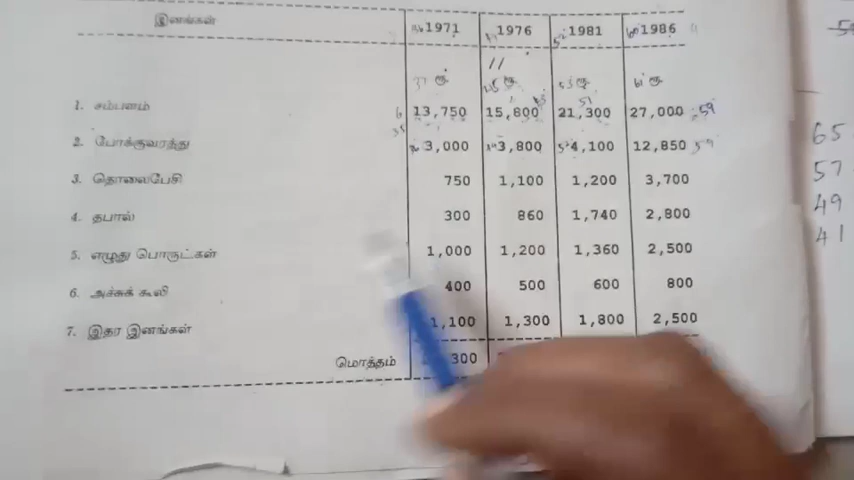 இனங்கள் 1971 1976 1981 1986
ரூ ரூ ரூ ரூ
1. சம்பளம் 13,750 15,800 21,300 27,000 59
2. போக்குவரத்து 3,000 3,800 4,100 12,850
3. தொலைபேசி 750 1,100 1,200 3,700
4. தபால் 300 860 1,740 2,800
5. எழுது பொருட்கள் 1,000 1,200 1,360 2,500
6. அச்சுக் கூலி 400 500 600 800
7. இதர இனங்கள் 1,100 1,300 1,800 2,500
மொத்தம் 300
65
57
49
41